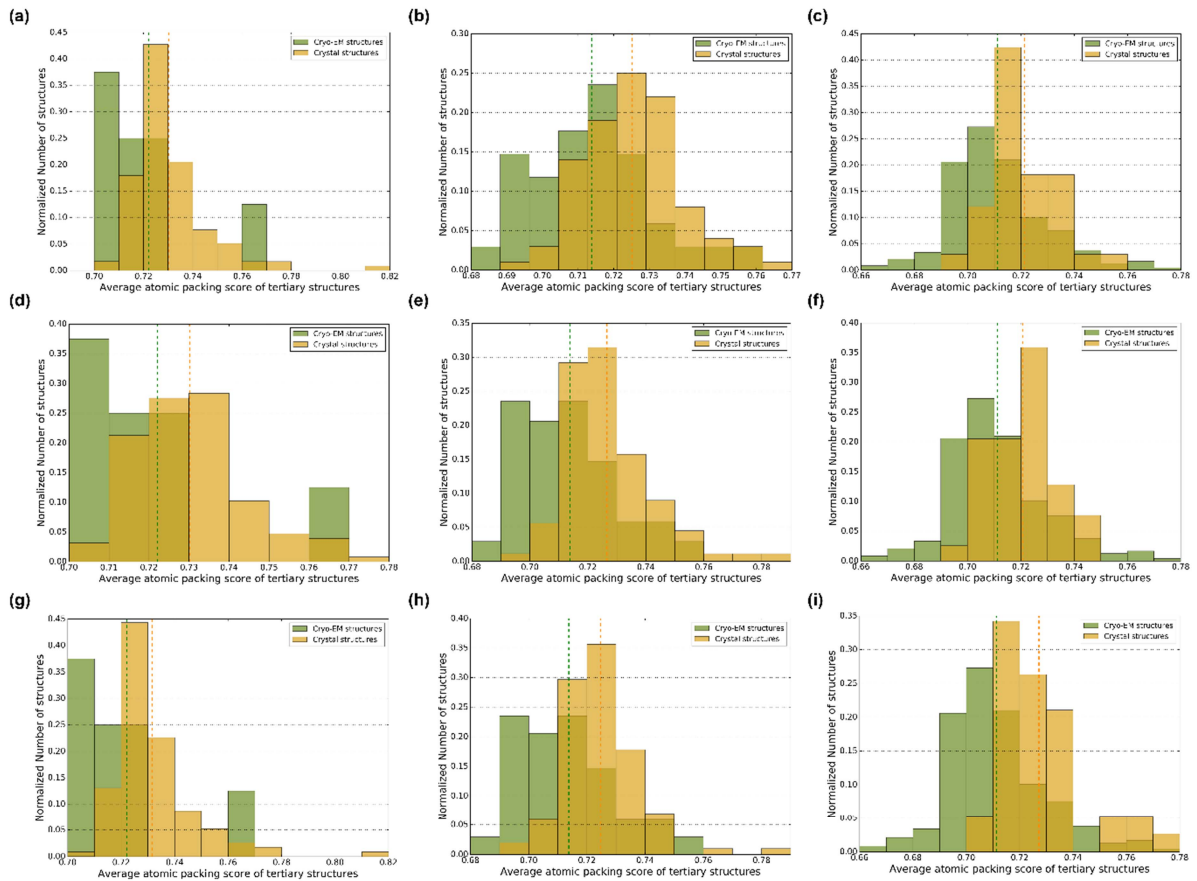 (a)
Normalized Number of structures
0.45
0.40
0.35
0.30
0.25
0.20
0.15
0.10
0.05
0.00
Cryo-EM structures
Crystal structures
0.70 0.72 0.74 0.76 0.78 0.80 0.82
Average atomic packing score of tertiary structures
(b)
Normalized Number of structures
0.30
0.25
0.20
0.15
0.10
0.05
0.00
Cryo-EM structures
Crystal structures
0.68 0.69 0.70 0.71 0.72 0.73 0.74 0.75 0.76 0.77
Average atomic packing score of tertiary structures
(c)
Normalized Number of structures
0.45
0.40
0.35
0.30
0.25
0.20
0.15
0.10
0.05
0.00
Cryo-EM structures
Crystal structures
0.66 0.68 0.70 0.72 0.74 0.76 0.78
Average atomic packing score of tertiary structures
(d)
Normalized Number of structures
0.40
0.35
0.30
0.25
0.20
0.15
0.10
0.05
0.00
Cryo-EM structures
Crystal structures
0.70 0.71 0.72 0.73 0.74 0.75 0.76 0.77 0.78
Average atomic packing score of tertiary structures
(e)
Normalized Number of structures
0.35
0.30
0.25
0.20
0.15
0.10
0.05
0.00
Cryo-EM structures
Crystal structures
0.68 0.70 0.72 0.74 0.76 0.78
Average atomic packing score of tertiary structures
(f)
Normalized Number of structures
0.40
0.35
0.30
0.25
0.20
0.15
0.10
0.05
0.00
Cryo-EM structures
Crystal structures
0.66 0.68 0.70 0.72 0.74 0.76 0.78
Average atomic packing score of tertiary structures
(g)
Normalized Number of structures
0.45
0.40
0.35
0.30
0.25
0.20
0.15
0.10
0.05
0.00
Cryo-EM structures
Crystal structures
0.70 0.72 0.74 0.76 0.78 0.80 0.82
Average atomic packing score of tertiary structures
(h)
Normalized Number of structures
0.40
0.35
0.30
0.25
0.20
0.15
0.10
0.05
0.00
Cryo-EM structures
Crystal structures
0.68 0.70 0.72 0.74 0.76 0.78
Average atomic packing score of tertiary structures
(i)
Normalized Number of structures
0.35
0.30
0.25
0.20
0.15
0.10
0.05
0.00
Cryo-EM structures
Crystal structures
0.66 0.68 0.70 0.72 0.74 0.76 0.78
Average atomic packing score of tertiary structures